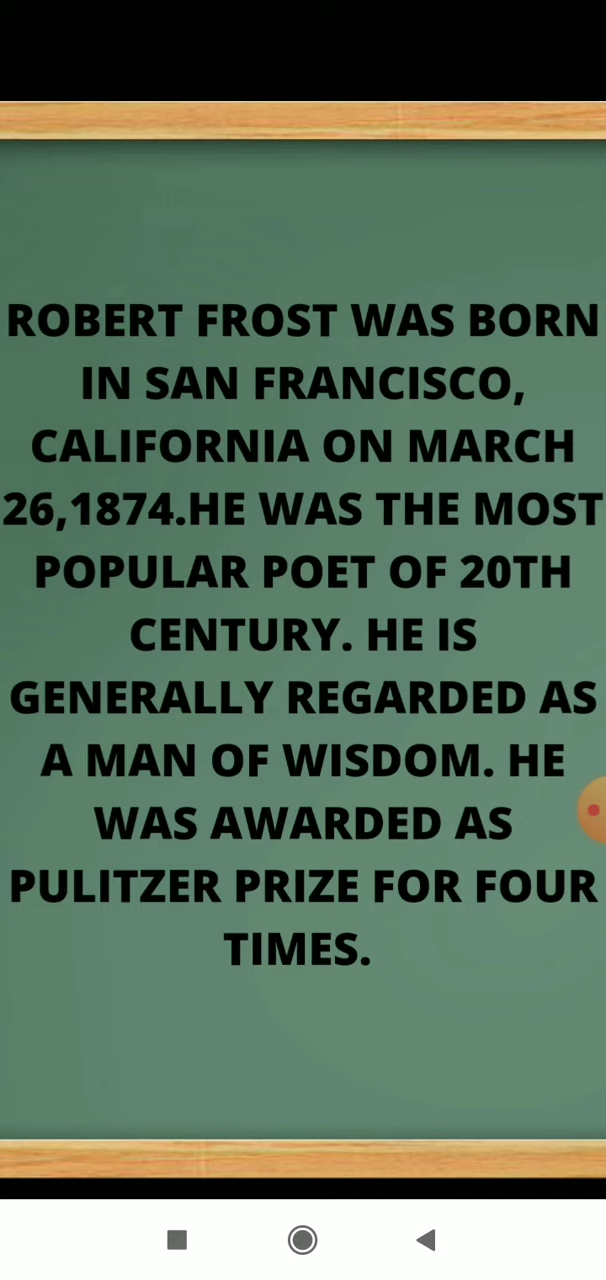 ROBERT FROST WAS BORN
IN SAN FRANCISCO,
CALIFORNIA ON MARCH
26,1874.HE WAS THE MOST
POPULAR POET OF 20TH
CENTURY. HE IS
GENERALLY REGARDED AS
A MAN OF WISDOM. HE
WAS AWARDED AS
PULITZER PRIZE FOR FOUR
TIMES.